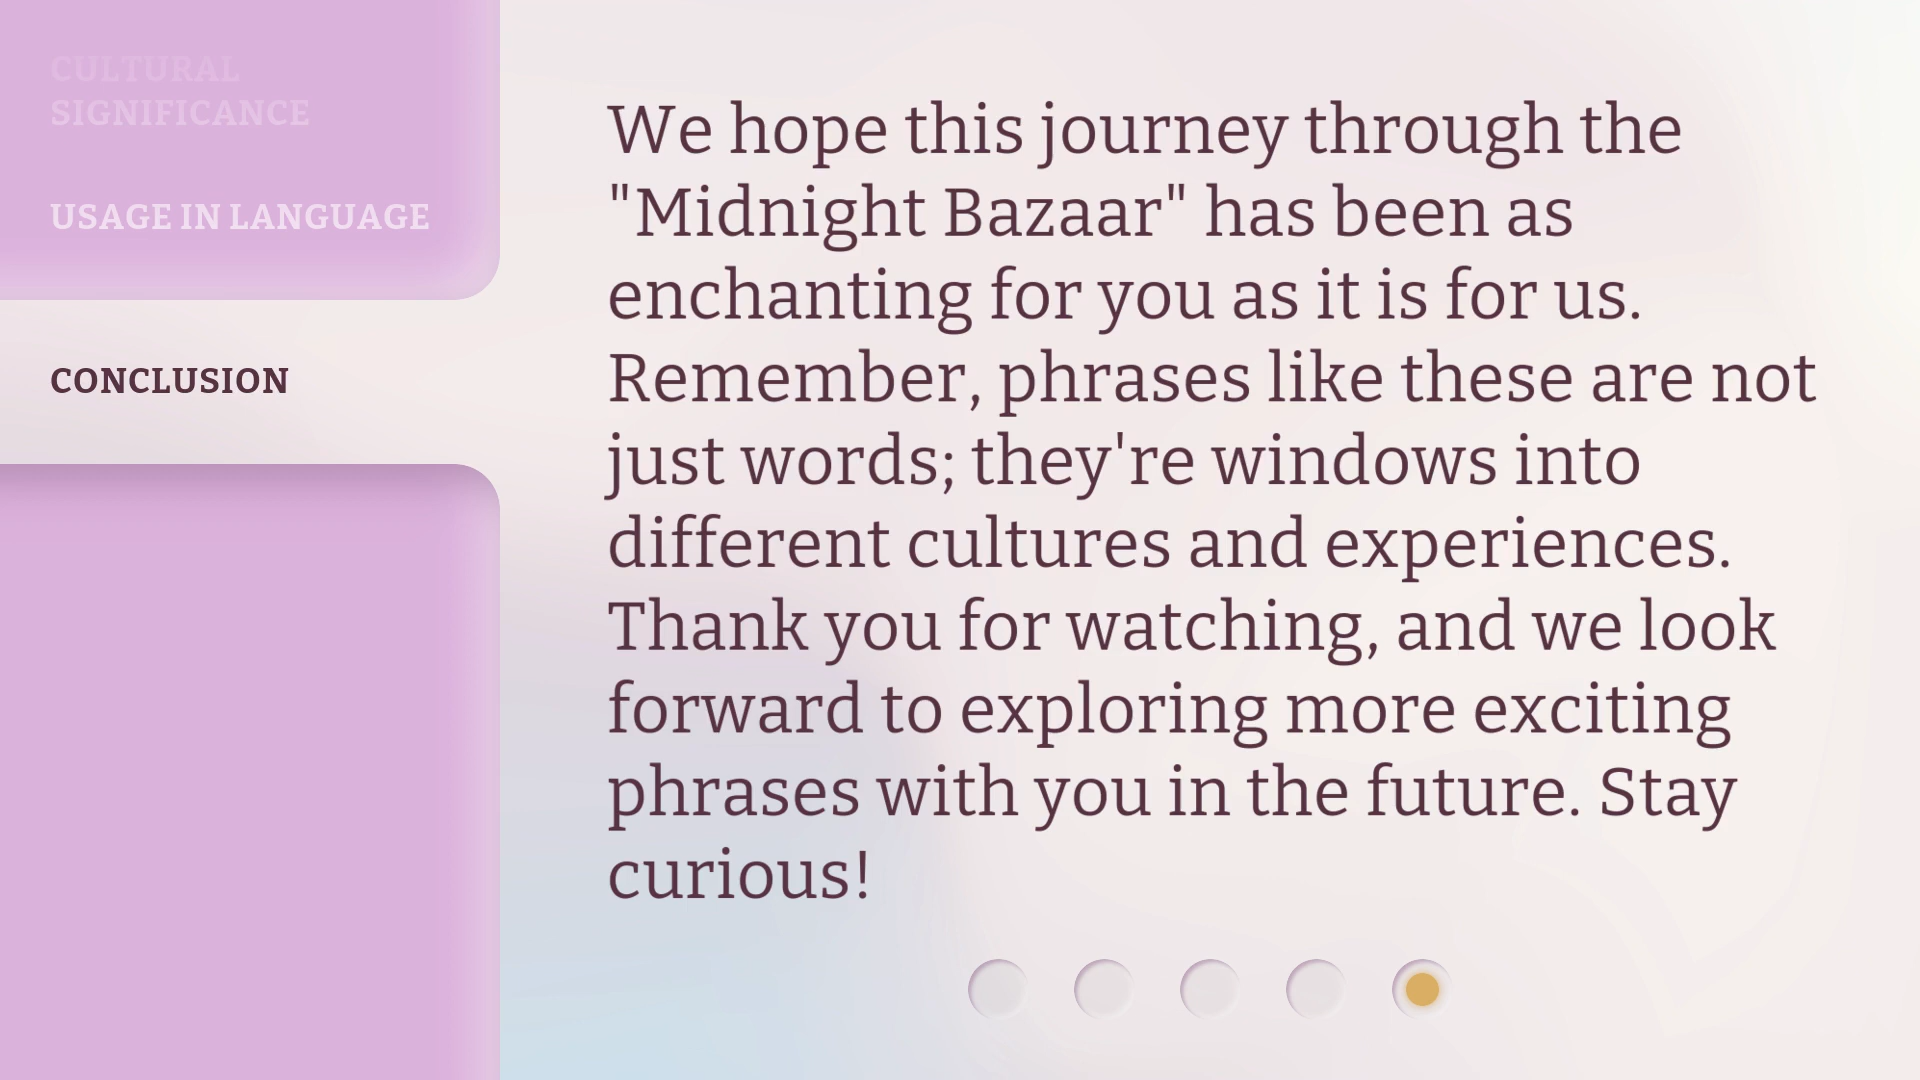 CULTURAL
SIGNIFICANCE
USAGE IN LANGUAGE
CONCLUSION
We hope this journey through the
"Midnight Bazaar" has been as
enchanting for you as it is for us.
Remember, phrases like these are not
just words; they're windows into
different cultures and experiences.
Thank you for watching, and we look
forward to exploring more exciting
phrases with you in the future. Stay
curious!